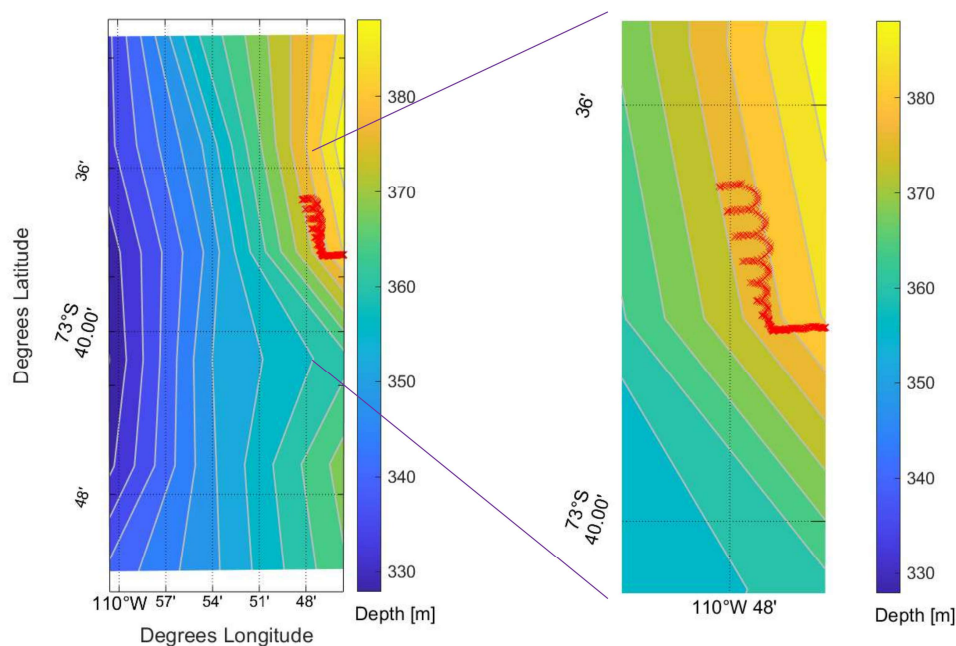 380
370
360
350
340
330
Depth [m]
36'
73°S
40.00'
48'
Degrees Latitude
110°W 57' 54' 51' 48'
Degrees Longitude
36'
73°S
40.00'
110°W 48'
380
370
360
350
340
330
Depth [m]